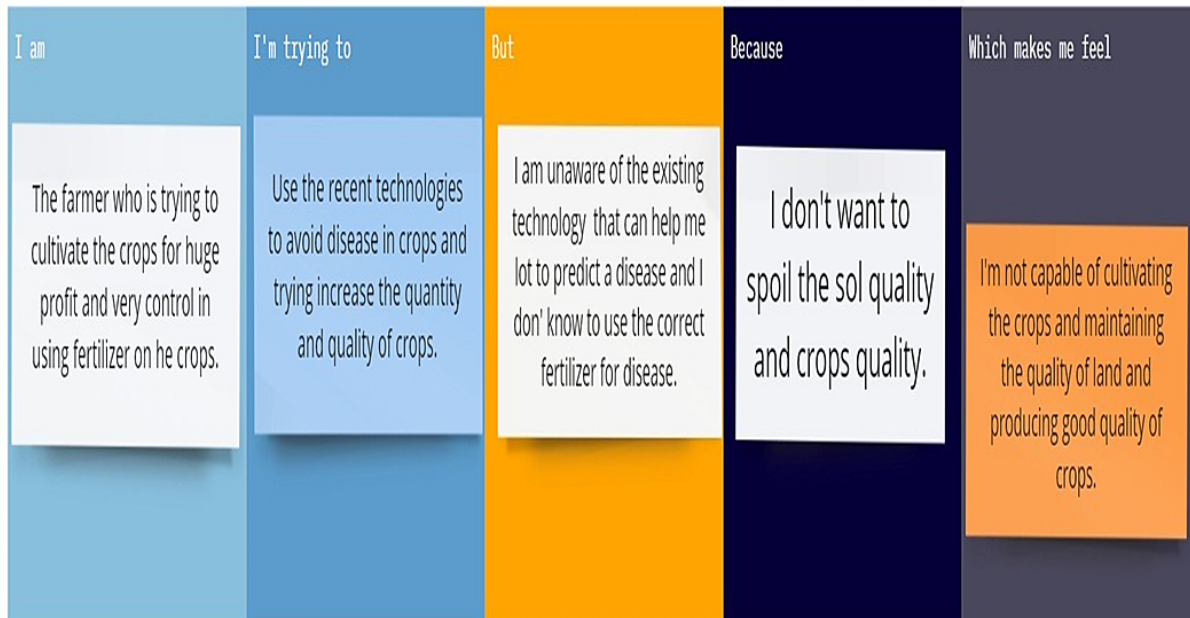 I am
The farmer who is trying to
cultivate the crops for huge
profit and very control in
using fertilizer on he crops.
I'm trying to
Use the recent technologies
to avoid disease in crops and
trying increase the quantity
and quality of crops.
But
I am unaware of the existing
technology that can help me
lot to predict a disease and I
don' know to use the correct
fertilizer for disease.
Because
I don't want to
spoil the sol quality
and crops quality.
Which makes me feel
I'm not capable of cultivating
the crops and maintaining
the quality of land and
producing good quality of
crops.